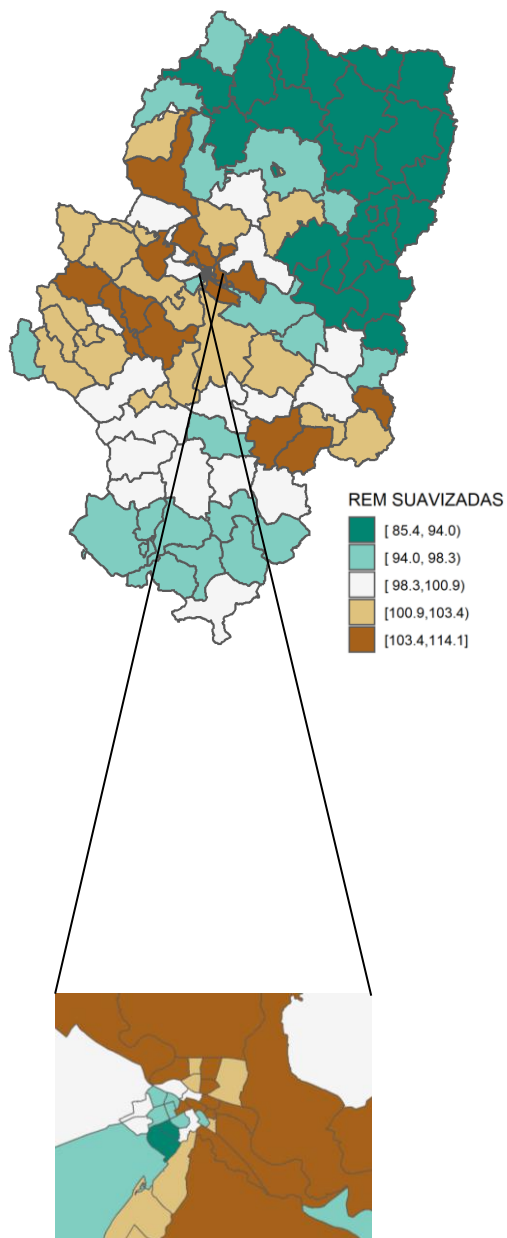 REM SUAVIZADAS
[ 85.4, 94.0)
[ 94.0, 98.3)
[ 98.3,100.9)
[100.9,103.4)
[103.4,114.1]